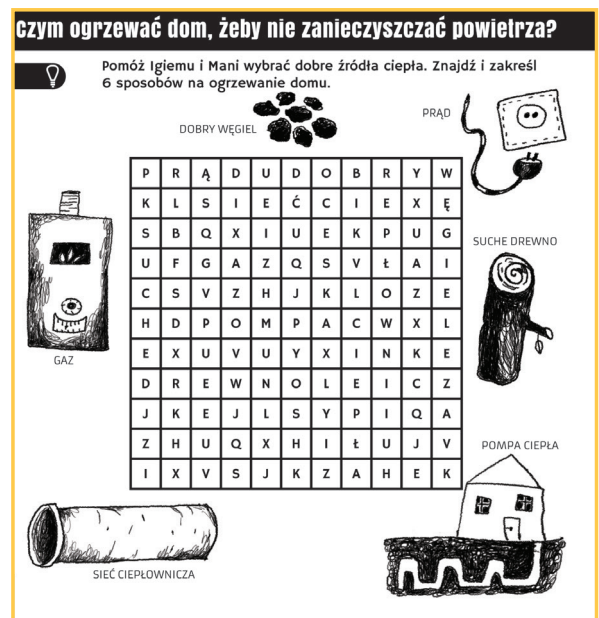 Czym ogrzewać dom, żeby nie zanieczyszczać powietrza?
Pomóż Igiemu i Mani wybrać dobre źródła ciepła. Znajdź i zakreśl
6 sposobów na ogrzewanie domu.
DOBRY WĘGIEL
PRĄD
SUCHE DREWNO
GAZ
P R Ą D U D O B R Y W
K L S I E Ć C I E X Ę
S B Q X I U E K P U G
U F G A Z Q S V Ł A I
C S V Z H J K L O Z E
H D P O M P A C W X L
E X U V U Y X I N K E
D R E W N O L E I C Z
J K E J L S Y P I Q A
Z H U Q X H I Ł U J V
I X V S J K Z A H E K
POMPA CIEPŁA
SIEĆ CIEPŁOWNICZA